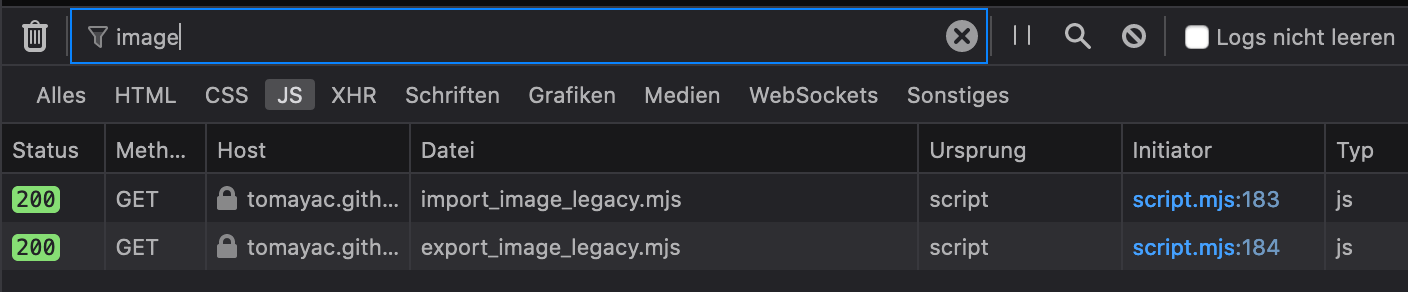 image Logs nicht leeren
Alles HTML CSS JS XHR Schriften Grafiken Medien WebSockets Sonstiges
Status Meth... Host Datei Ursprung Initiator Typ
200 GET tomayac.gith... import_image_legacy.mjs script script.mjs:183 js
200 GET tomayac.gith... export_image_legacy.mjs script script.mjs:184 js